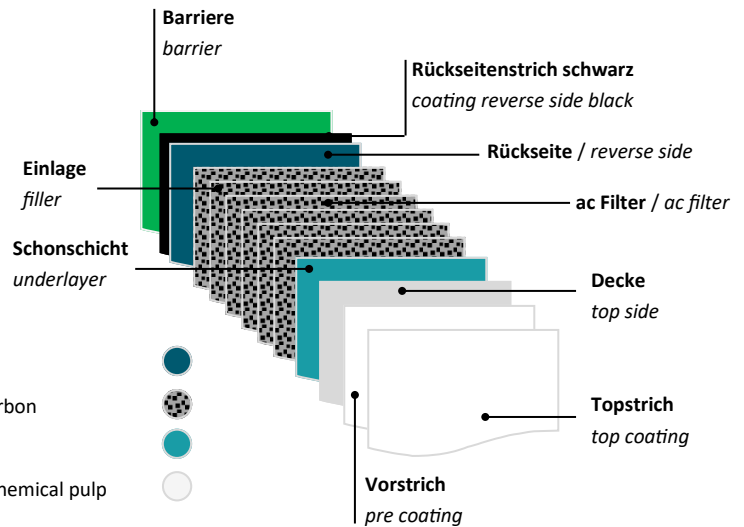 Barriere
barrier
Rückseitenstrich schwarz
coating reverse side black
Rückseite / reverse side
Einlage
filler
ac Filter / ac filter
Schonschicht
underlayer
Decke
top side
rbon
Topstrich
top coating
hemical pulp
Vorstrich
pre coating